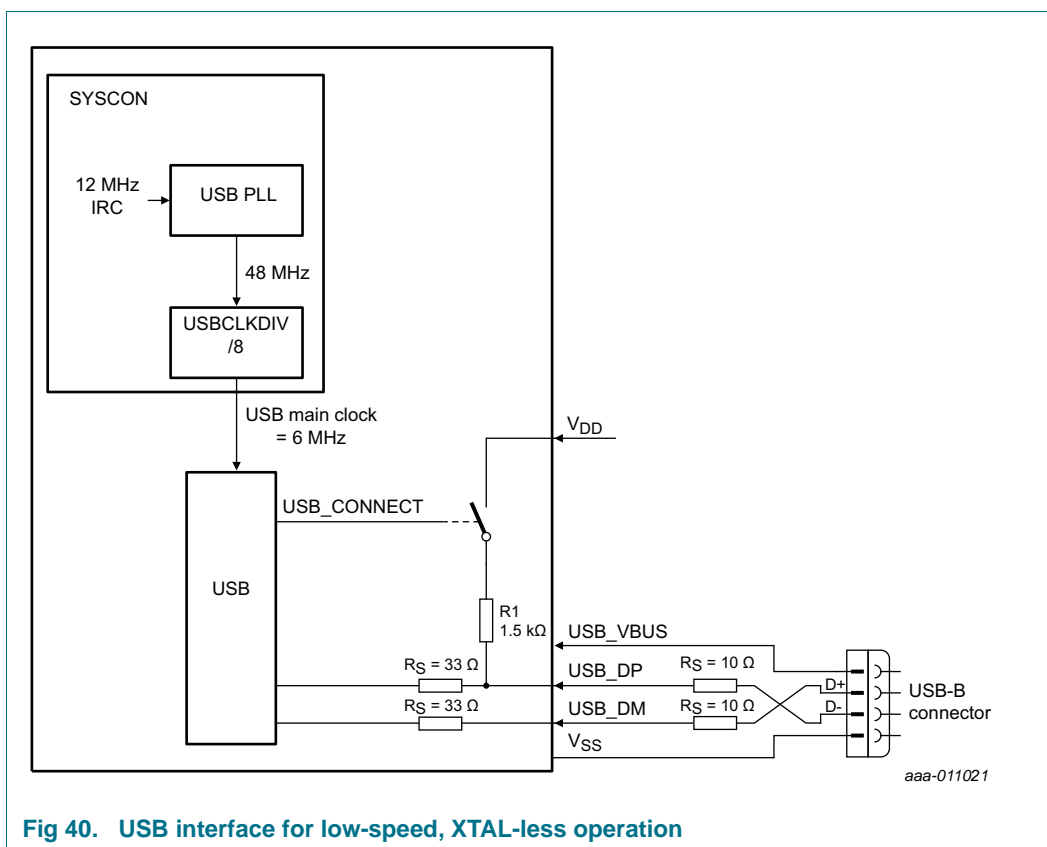 SYSCON
12 MHz
IRC
USB PLL
48 MHz
USBCLKDIV
/8
USB main clock
= 6 MHz
VDD
USB_CONNECT
USB
R1
1.5 kΩ
USB_VBUS
RS = 33 Ω
USB_DP
RS = 10 Ω
D+
USB-B
connector
RS = 33 Ω
USB_DM
RS = 10 Ω
D-
VSS
aaa-011021
Fig 40. USB interface for low-speed, XTAL-less operation